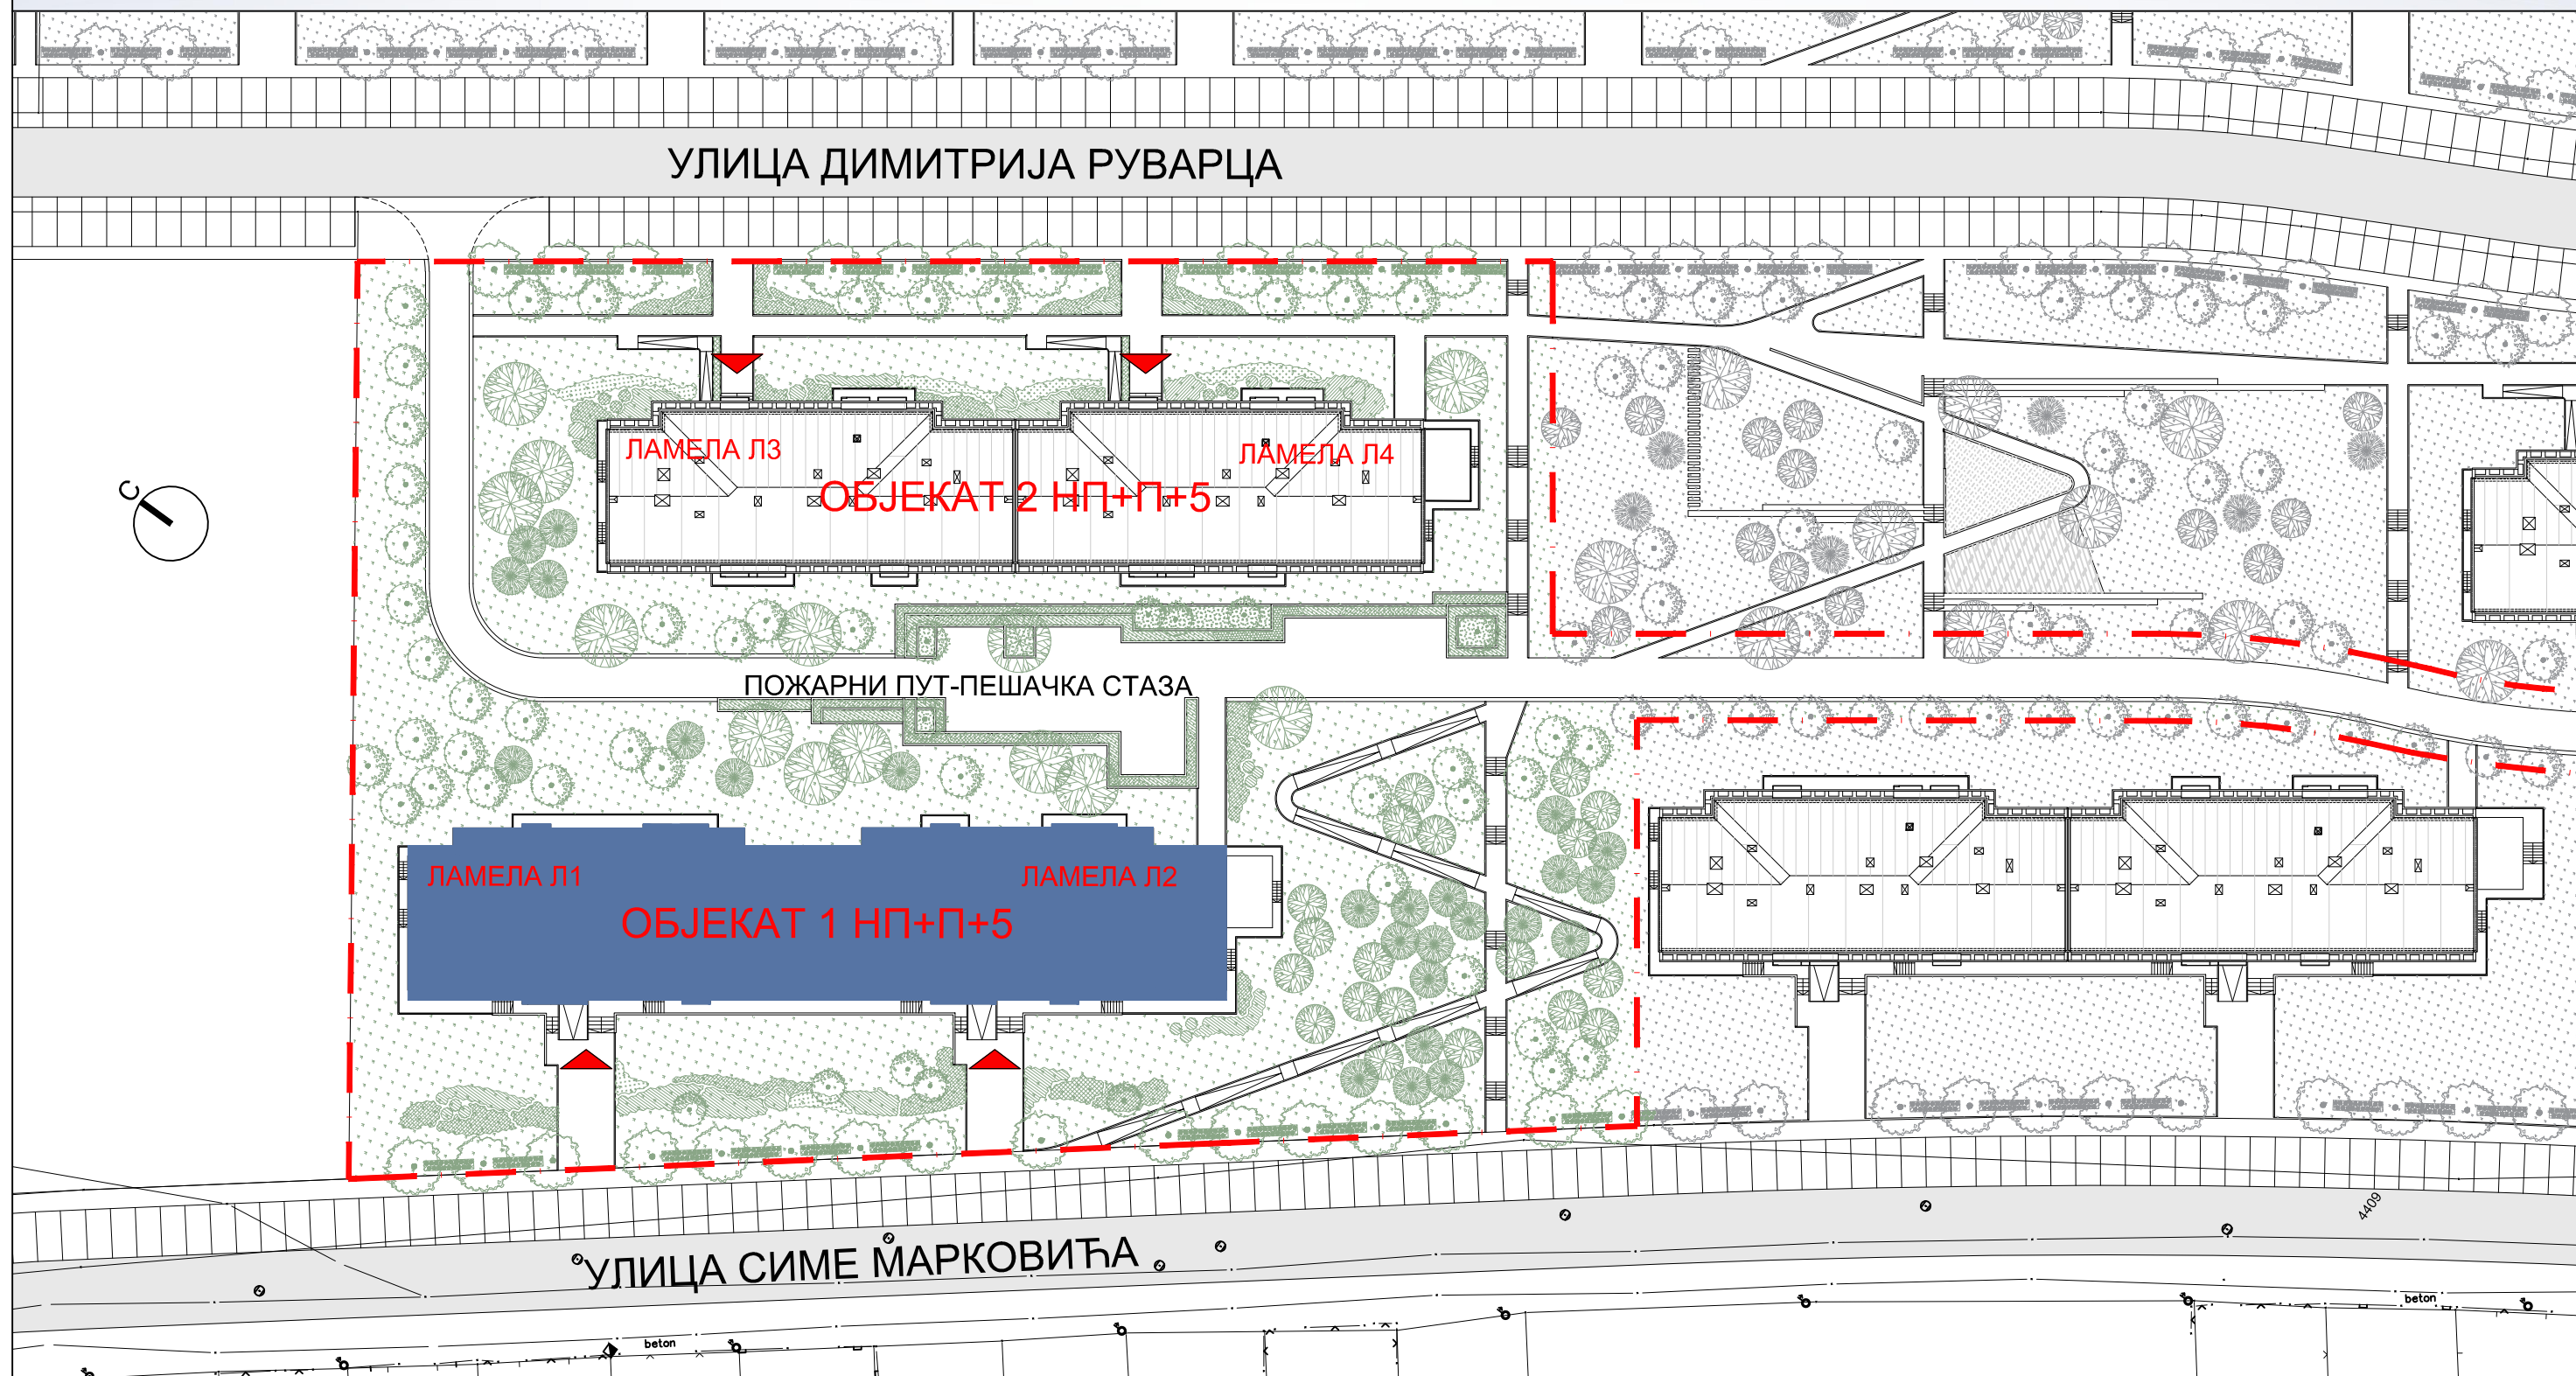 УЛИЦА ДИМИТРИЈА РУВАРЦА
ЛАМЕЛА Л3
ЛАМЕЛА Л4
ОБЈЕКАТ 2 НП+П+5
С
ПОЖАРНИ ПУТ-ПЕШАЧКА СТАЗА
ЛАМЕЛА Л1
ЛАМЕЛА Л2
ОБЈЕКАТ 1 НП+П+5
4409
УЛИЦА СИМЕ МАРКОВИЋА
beton
beton